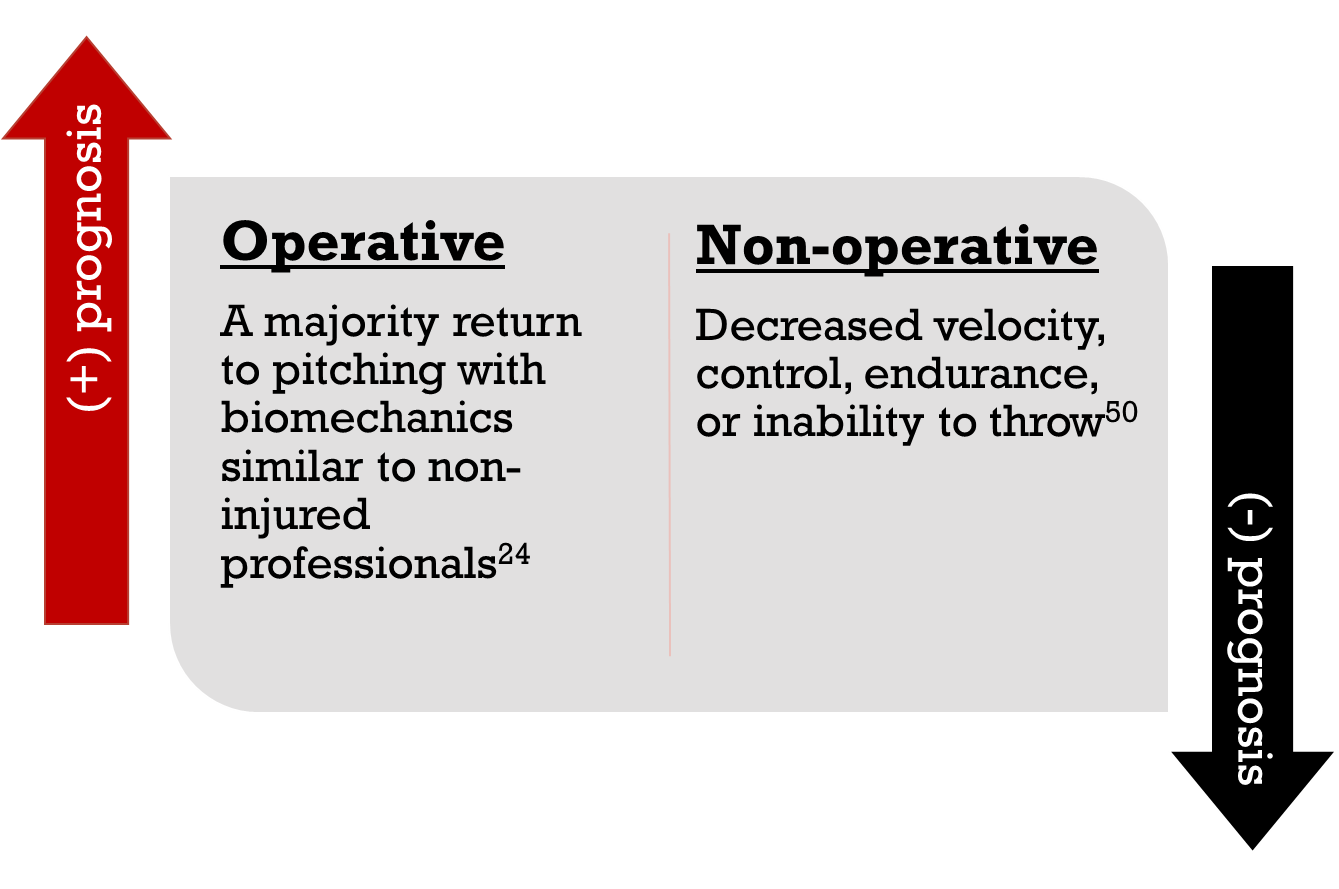 (+) prognosis
Operative
A majority return
to pitching with
biomechanics
similar to non-
injured
professionals24
Non-operative
Decreased velocity,
control, endurance,
or inability to throw50
(-) prognosis